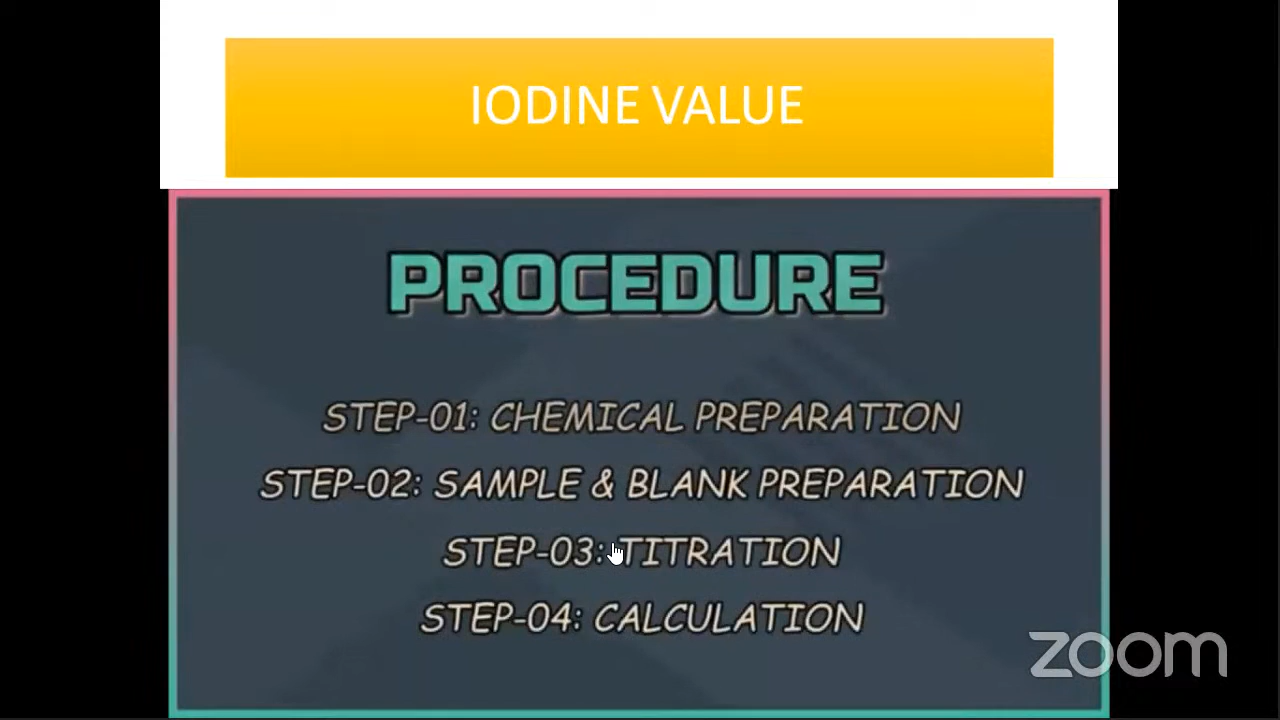 IODINE VALUE
PROCEDURE
STEP-01: CHEMICAL PREPARATION
STEP-02: SAMPLE & BLANK PREPARATION
STEP-03: TITRATION
STEP-04: CALCULATION
zoom